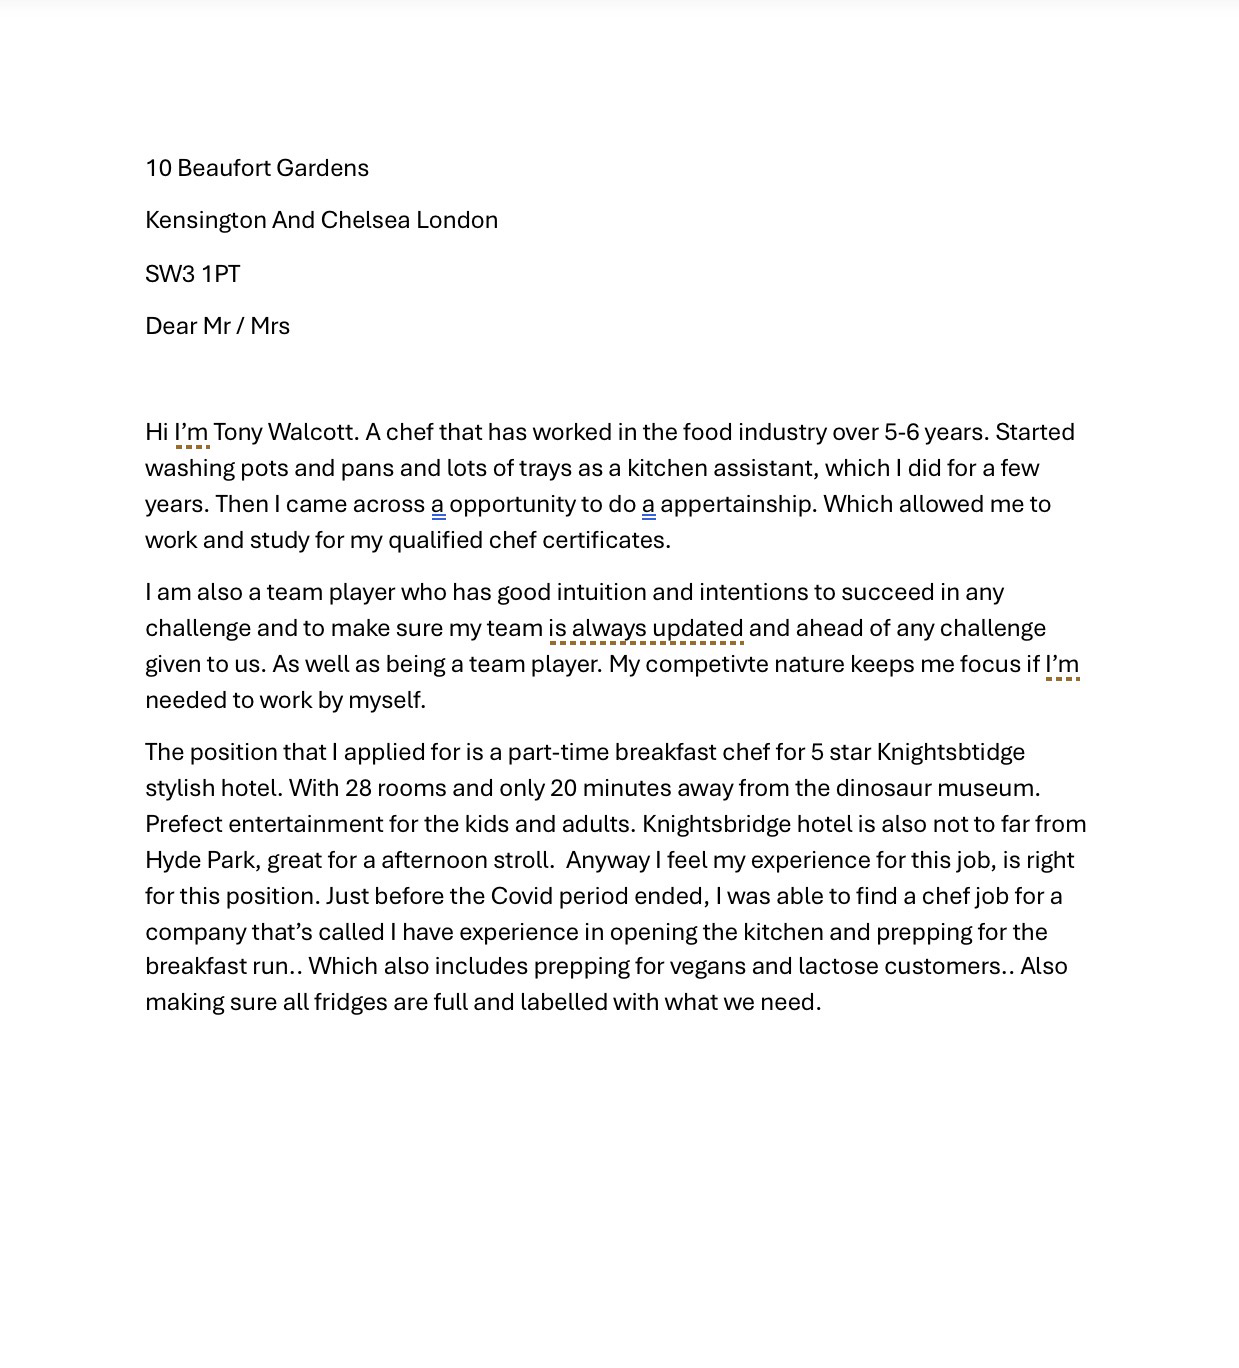 10 Beaufort Gardens
Kensington And Chelsea London
SW3 1PT
Dear Mr / Mrs
Hi I’m Tony Walcott. A chef that has worked in the food industry over 5-6 years. Started
washing pots and pans and lots of trays as a kitchen assistant, which I did for a few
years. Then I came across a opportunity to do a appertainship. Which allowed me to
work and study for my qualified chef certificates.
I am also a team player who has good intuition and intentions to succeed in any
challenge and to make sure my team is always updated and ahead of any challenge
given to us. As well as being a team player. My competivte nature keeps me focus if I’m
needed to work by myself.
The position that I applied for is a part-time breakfast chef for 5 star Knightsbtidge
stylish hotel. With 28 rooms and only 20 minutes away from the dinosaur museum.
Prefect entertainment for the kids and adults. Knightsbridge hotel is also not to far from
Hyde Park, great for a afternoon stroll.  Anyway I feel my experience for this job, is right
for this position. Just before the Covid period ended, I was able to find a chef job for a
company that’s called I have experience in opening the kitchen and prepping for the
breakfast run.. Which also includes prepping for vegans and lactose customers.. Also
making sure all fridges are full and labelled with what we need.